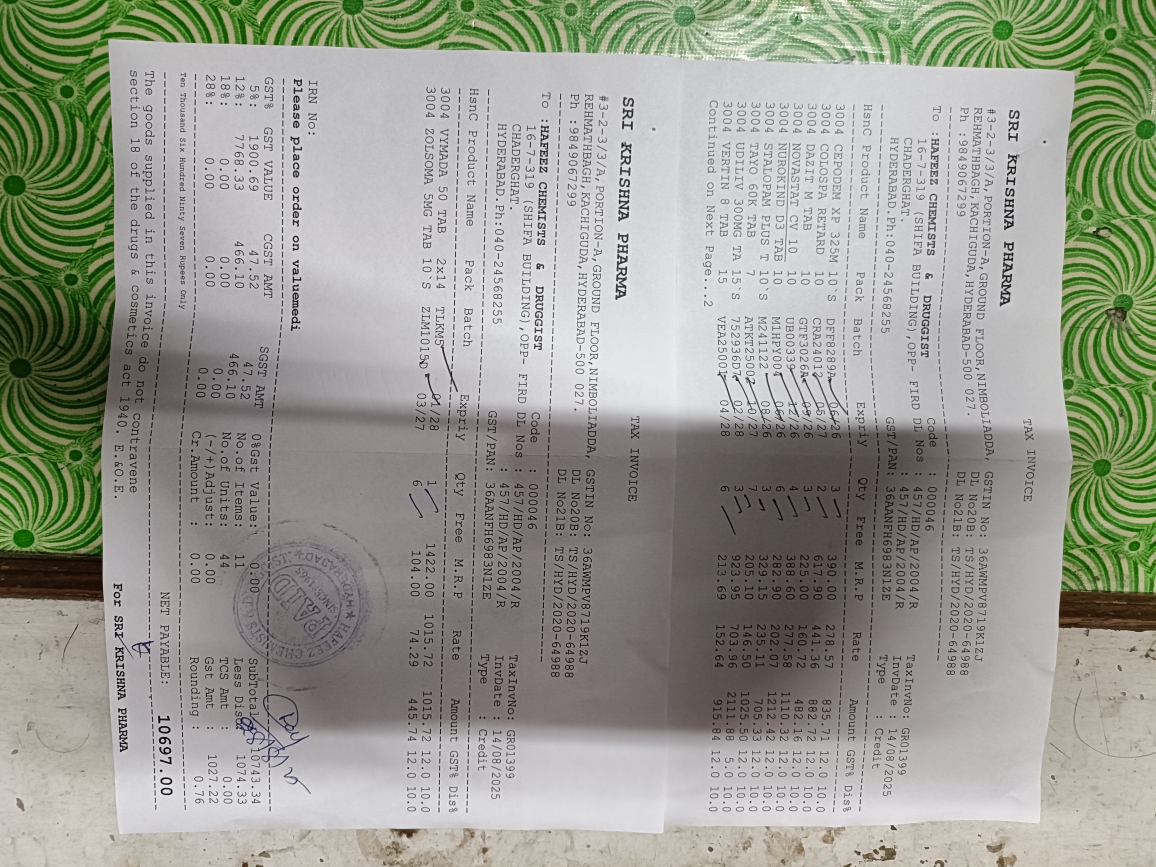 TAX INVOICE
SRI KRISHNA PHARMA
#3-2-3/3/A,PORTION-A,GROUND FLOOR,NIMBOLIADDA, GSTIN No: 36AWMPV8719K1ZJ
REHMATHBAGH,KACHIGUDA,HYDERABAD-500 027. DL No20B: TS/HYD/2020-64988
Ph :9849067299 DL No21B: TS/HYD/2020-64988
To :HAFEEZ CHEMISTS & DRUGGIST Code : 000046 TaxInvNo: GR01399
16-7-319 (SHIFA BUILDING),OPP- FIRD DL Nos : 457/HD/AP/2004/R InvDate : 14/08/2025
CHADERGHAT. : 457/HD/AP/2004/R Type : Credit
HYDERABAD.Ph:040-24568255 GST/PAN: 36AANFH6983N1ZE
HsnC Product Name Pack Batch Expriy Qty Free M.R.P Rate Amount GST% Dis%
3004 CEPODEM XP 325M 10'S DFF0289A 06/26 3 390.00 278.57 835.71 12.0 10.0
3004 COLOSPA RETARD 10 CRA24012 05/27 2 617.90 441.36 882.72 12.0 10.0
3004 DAZIT M TAB 10 GTF3026A 09/26 3 225.00 160.72 482.16 12.0 10.0
3004 NOVASTAT CV 10 10 UB00339 12/26 4 388.60 277.58 1110.32 12.0 10.0
3004 NUROKIND D3 TAB 10 M1HPY004 06/26 6 282.90 202.07 1212.42 12.0 10.0
3004 STALOPAM PLUS T 10'S M241122 08/26 3 329.15 235.11 705.33 12.0 10.0
3004 TAYO 60K TAB 7 ATKT25002 10/27 7 205.10 146.50 1025.50 12.0 10.0
3004 UDILIV 300MG TA 15'S 752936D7 02/28 3 923.95 703.96 2111.88 5.0 10.0
3004 VERTIN 8 TAB 15 VEA25001 04/28 6 213.69 152.64 915.84 12.0 10.0
Continued on Next Page...2
TAX INVOICE
SRI KRISHNA PHARMA
#3-2-3/3/A,PORTION-A,GROUND FLOOR,NIMBOLIADDA, GSTIN No: 36AWMPV8719K1ZJ
REHMATHBAGH,KACHIGUDA,HYDERABAD-500 027. DL No20B: TS/HYD/2020-64988
Ph :9849067299 DL No21B: TS/HYD/2020-64988
To :HAFEEZ CHEMISTS & DRUGGIST Code : 000046 TaxInvNo: GR01399
16-7-319 (SHIFA BUILDING),OPP- FIRD DL Nos : 457/HD/AP/2004/R InvDate : 14/08/2025
CHADERGHAT. : 457/HD/AP/2004/R Type : Credit
HYDERABAD.Ph:040-24568255 GST/PAN: 36AANFH6983N1ZE
HsnC Product Name Pack Batch Expriy Qty Free M.R.P Rate Amount GST% Dis%
3004 VYMADA 50 TAB 2x14 TLKM5 01/28 1 1422.00 1015.72 1015.72 12.0 10.0
3004 ZOLSOMA 5MG TAB 10'S ZLM1015D 03/27 6 104.00 74.29 445.74 12.0 10.0
HAFEEZ CHEMISTS
PAID
IRN No:
Please place order on valuemedi
GST% GST VALUE CGST AMT SGST AMT 0%Gst Value: 0.00 SubTotal 10743.34
5%: 1900.69 47.52 47.52 No.of Items: 11 Less Dis 1074.33
12%: 7768.33 466.10 466.10 No.of Units: 44 TCS Amt : 0.00
18%: 0.00 0.00 0.00 (-/+)Adjust: 0.00 Gst Amt : 1027.22
28%: 0.00 0.00 0.00 Cr.Amount : 0.00 Rounding : 0.76
Ten Thousand Six Hundred Ninty Seven Rupees Only NET PAYABLE: 10697.00
The goods supplied in this invoice do not contravene
section 18 of the drugs & cosmetics act 1940. E.&O.E. For SRI KRISHNA PHARMA